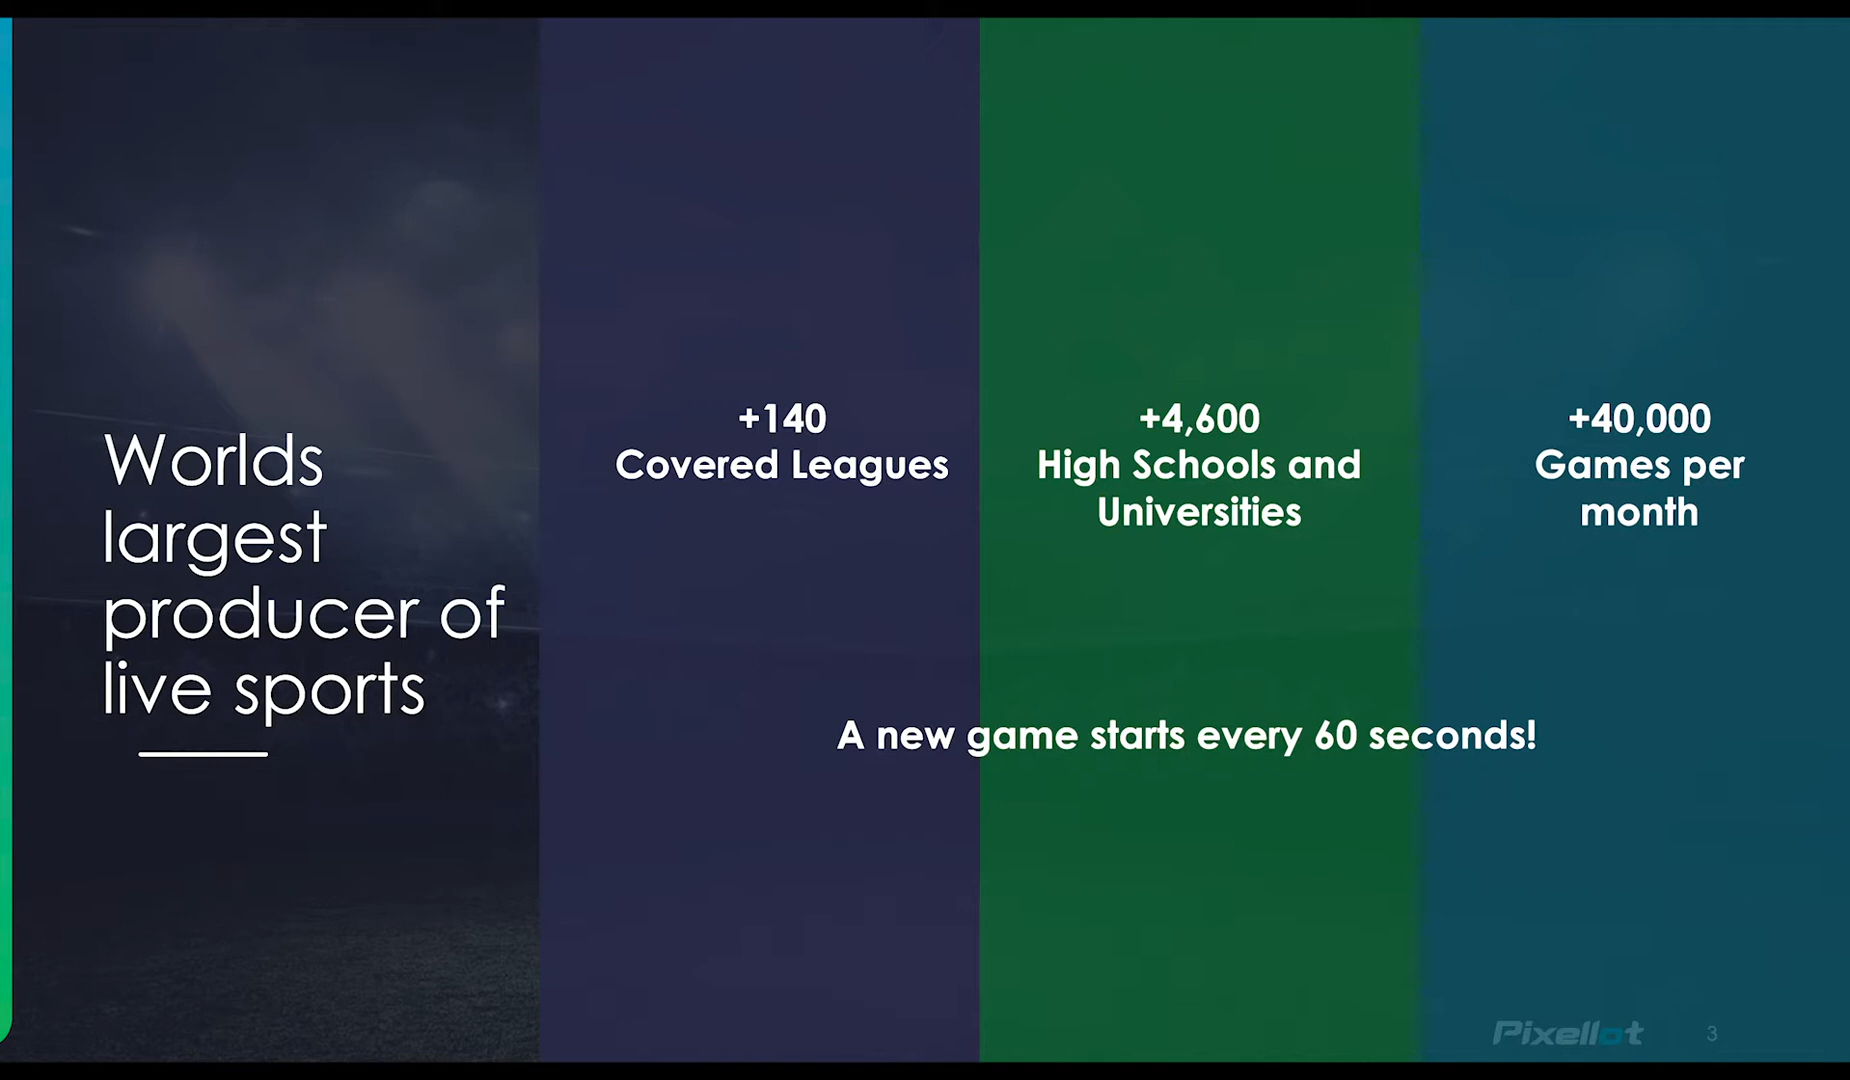 Worlds
largest
producer of
live sports
+140
Covered Leagues
+4,600
High Schools and
Universities
+40,000
Games per
month
A new game starts every 60 seconds!
Pixellot
3